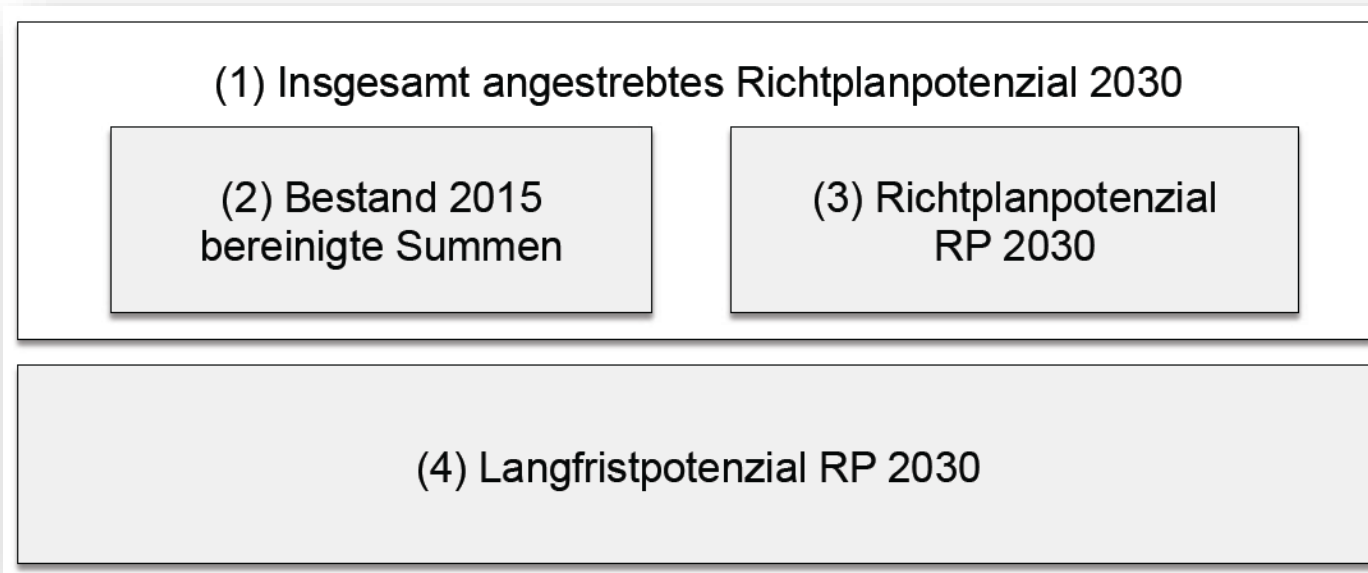 (1) Insgesamt angestrebtes Richtplanpotenzial 2030
(2) Bestand 2015
bereinigte Summen
(3) Richtplanpotenzial
RP 2030
(4) Langfristpotenzial RP 2030